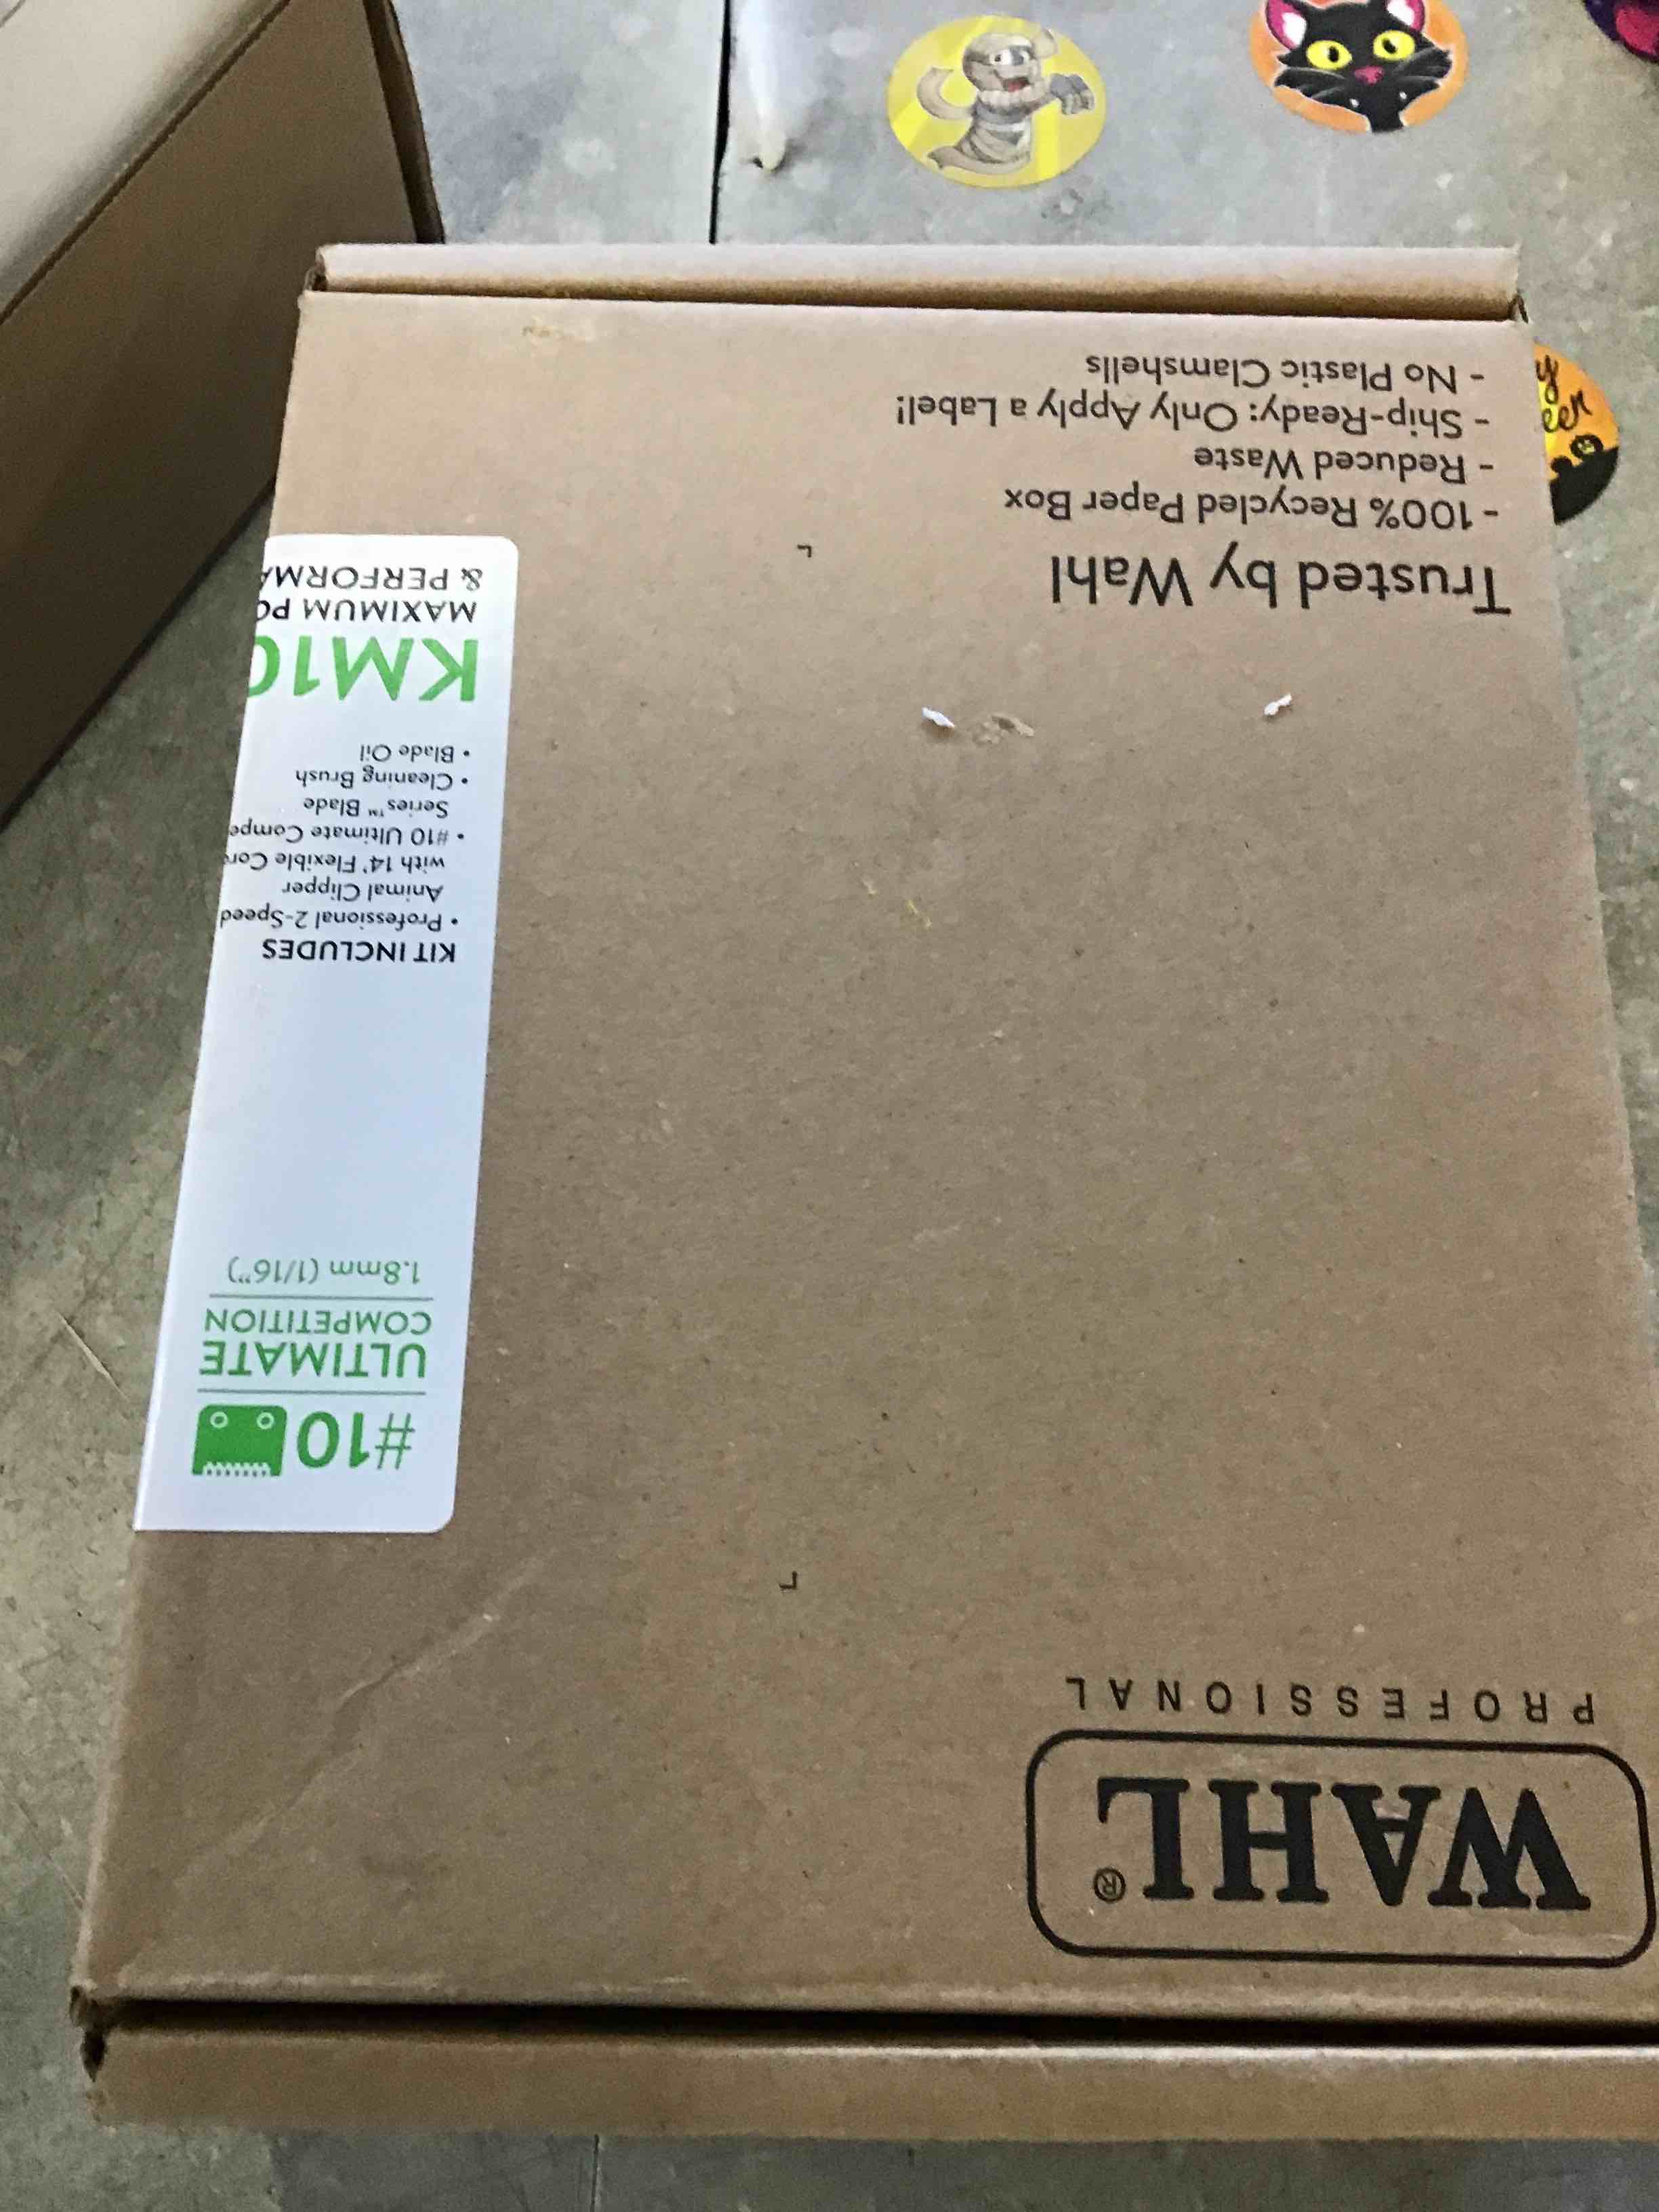 WAHL®
PROFESSIONAL
#10
ULTIMATE
COMPETITION
1.8mm (1/16")
KIT INCLUDES
• Professional 2-Speed
Animal Clipper
with 14' Flexible
• #10 Ultimate
Series™ Blade
• Cleaning Brush
• Blade Oil
KM10
MAXIMUM
&
Trusted by Wahl
- 100% Recycled Paper Box
- Reduced Waste
- Ship-Ready: Only Apply a Label!
- No Plastic Clamshells